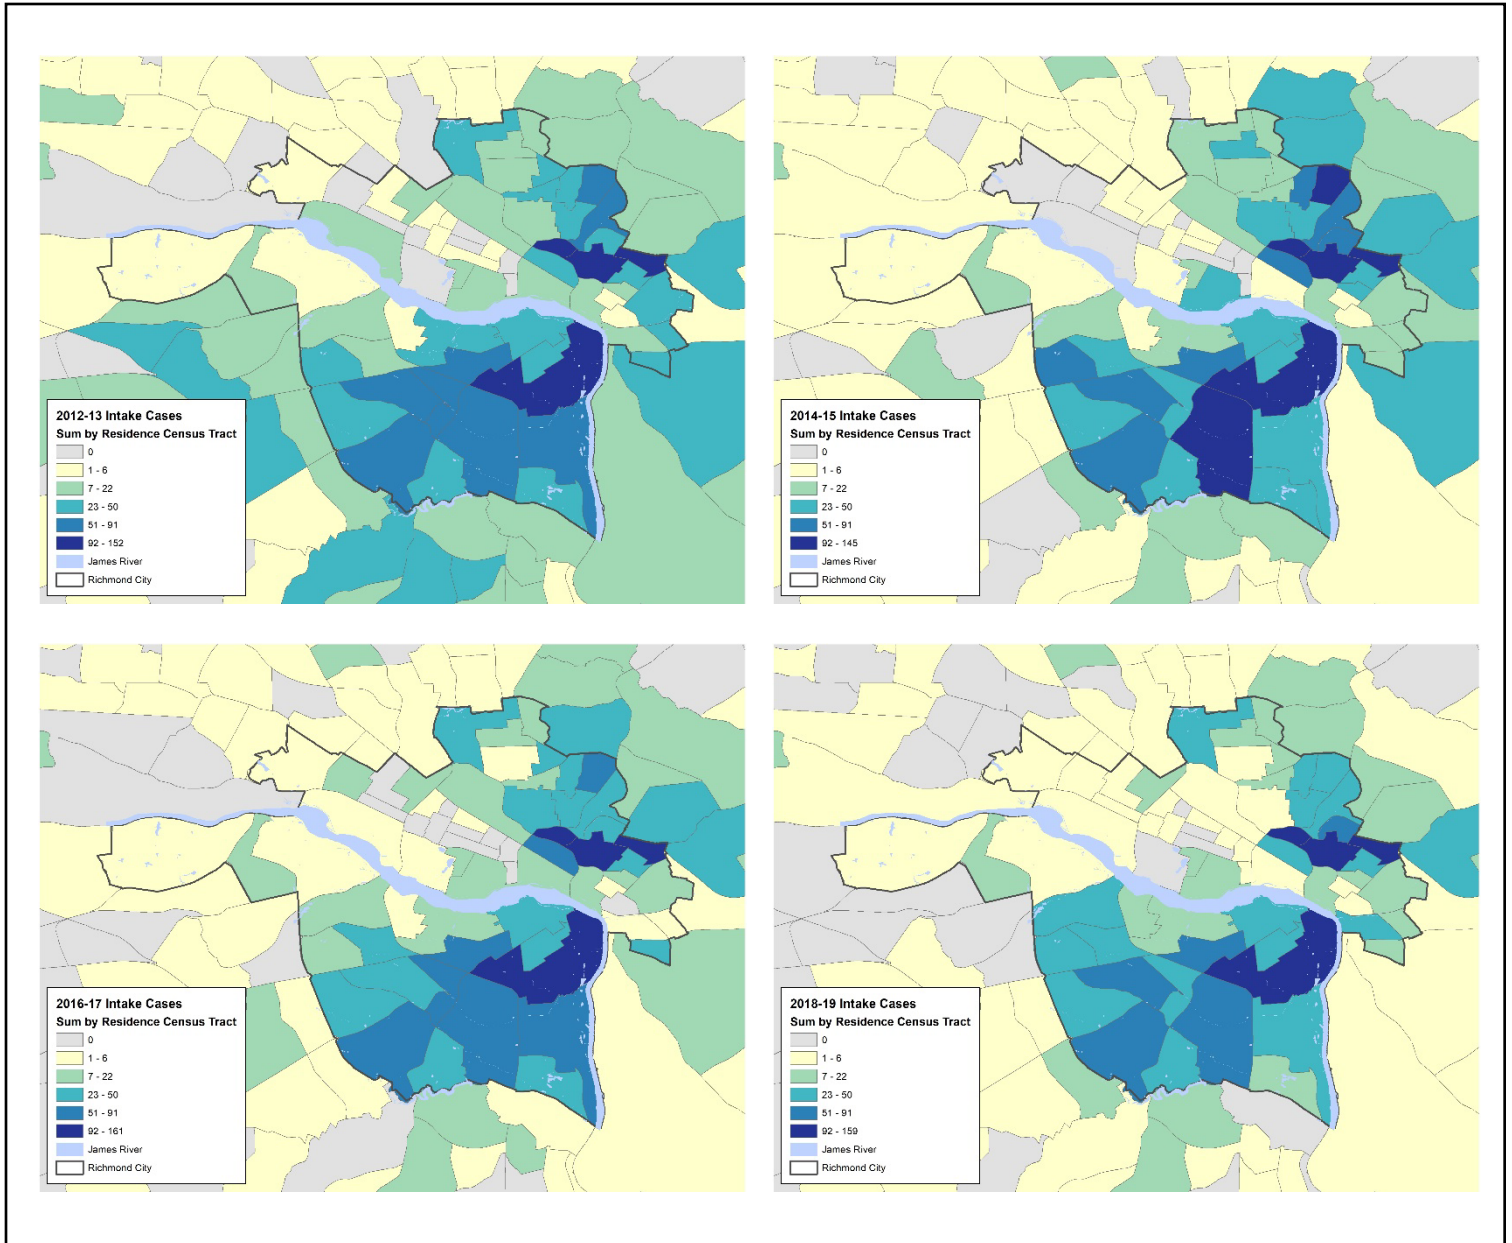 2012-13 Intake Cases
Sum by Residence Census Tract
0
1 - 6
7 - 22
23 - 50
51 - 91
92 - 152
James River
Richmond City
2014-15 Intake Cases
Sum by Residence Census Tract
0
1 - 6
7 - 22
23 - 50
51 - 91
92 - 145
James River
Richmond City
2016-17 Intake Cases
Sum by Residence Census Tract
0
1 - 6
7 - 22
23 - 50
51 - 91
92 - 161
James River
Richmond City
2018-19 Intake Cases
Sum by Residence Census Tract
0
1 - 6
7 - 22
23 - 50
51 - 91
92 - 159
James River
Richmond City